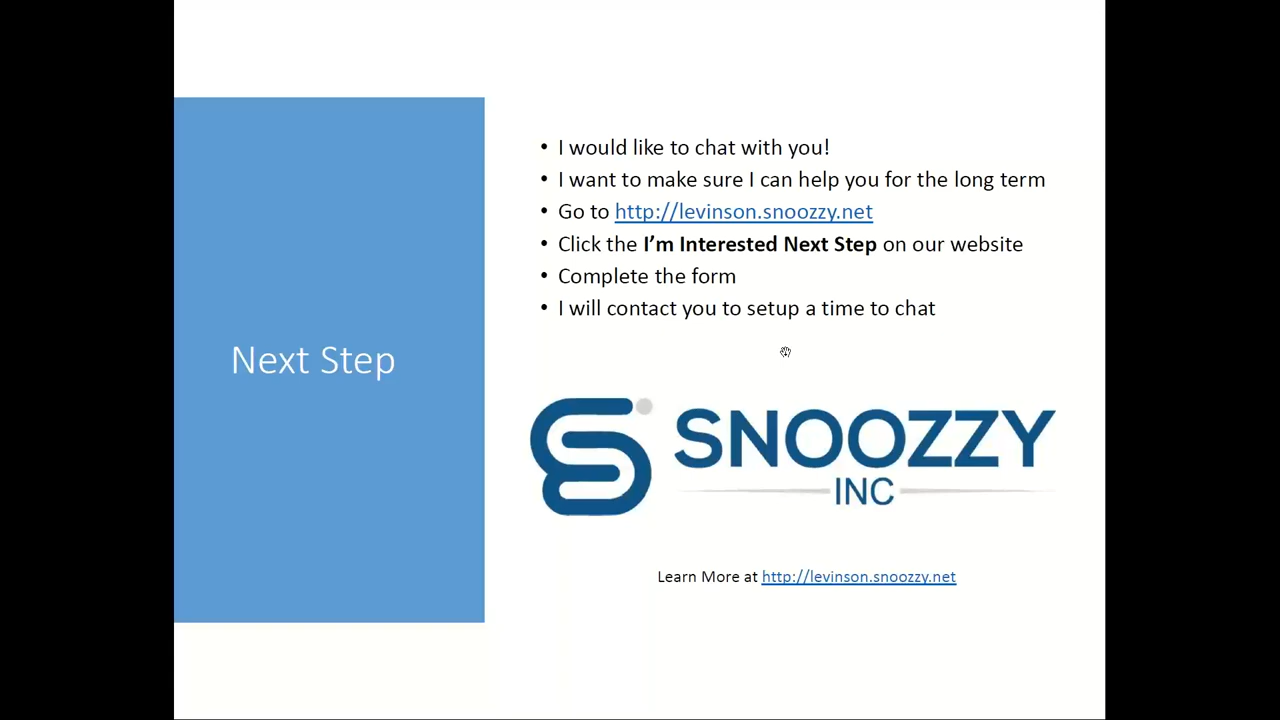 Next Step
• I would like to chat with you!
• I want to make sure I can help you for the long term
• Go to http://levinson.snoozzy.net
• Click the I’m Interested Next Step on our website
• Complete the form
• I will contact you to setup a time to chat
SNOOZZY
INC
Learn More at http://levinson.snoozzy.net